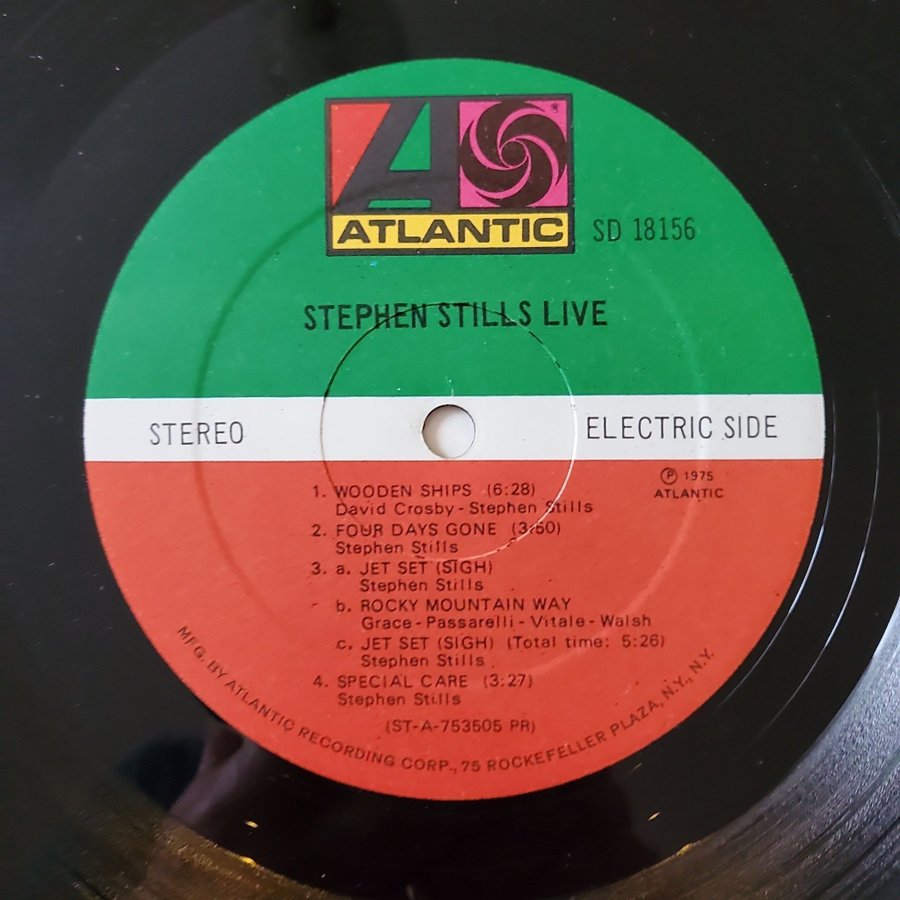 ATLANTIC
SD 18156
STEPHEN STILLS LIVE
STEREO
ELECTRIC SIDE
℗ 1975
ATLANTIC
1. WOODEN SHIPS (6:28)
David Crosby - Stephen Stills
2. FOUR DAYS GONE (3:50)
Stephen Stills
3. a. JET SET (SIGH)
Stephen Stills
b. ROCKY MOUNTAIN WAY
Grace - Passarelli - Vitale - Walsh
c. JET SET (SIGH) (Total time: 5:26)
Stephen Stills
4. SPECIAL CARE (3:27)
Stephen Stills
(ST-A-753505 PR)
MFG. BY ATLANTIC RECORDING CORP., 75 ROCKEFELLER PLAZA, N.Y., N.Y.